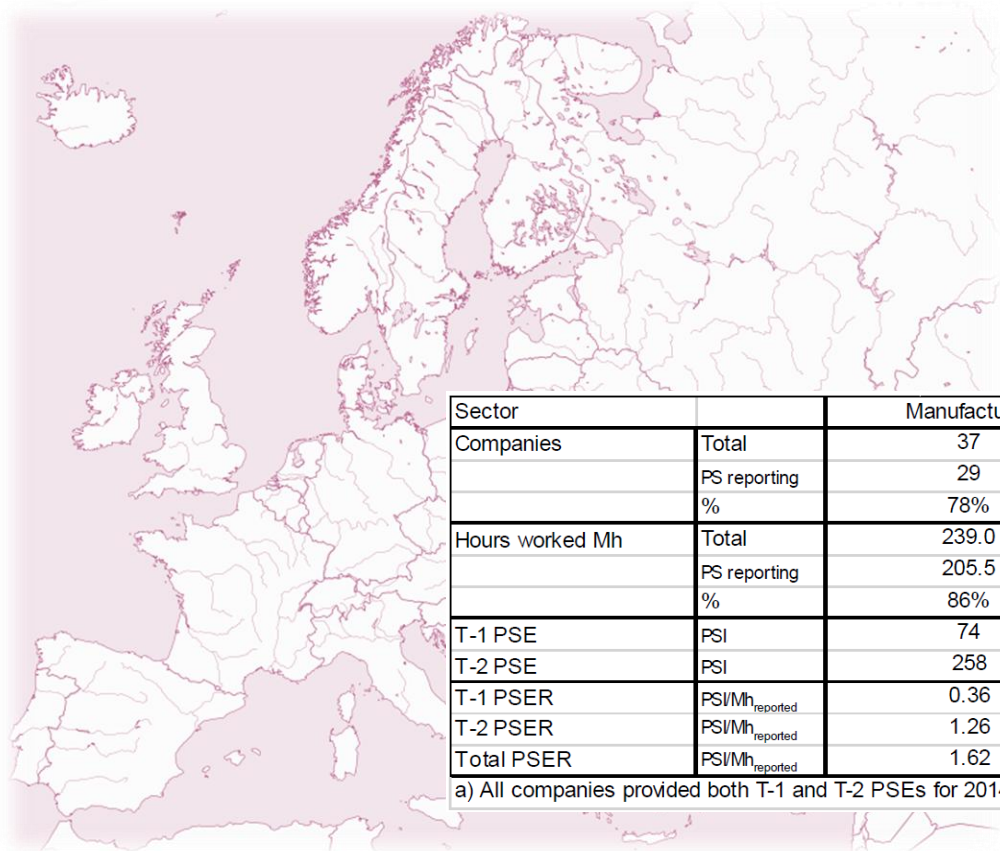 Sector Manufactu
Companies Total 37
PS reporting 29
% 78%
Hours worked Mh Total 239.0
PS reporting 205.5
% 86%
T-1 PSE PSI 74
T-2 PSE PSI 258
T-1 PSER PSI/Mhreported 0.36
T-2 PSER PSI/Mhreported 1.26
Total PSER PSI/Mhreported 1.62
a) All companies provided both T-1 and T-2 PSEs for 2014